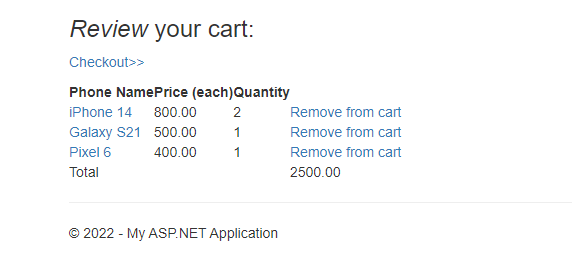 Review your cart:
Checkout>>
Phone Name Price (each) Quantity
iPhone 14 800.00 2 Remove from cart
Galaxy S21 500.00 1 Remove from cart
Pixel 6 400.00 1 Remove from cart
Total 2500.00
© 2022 - My ASP.NET Application